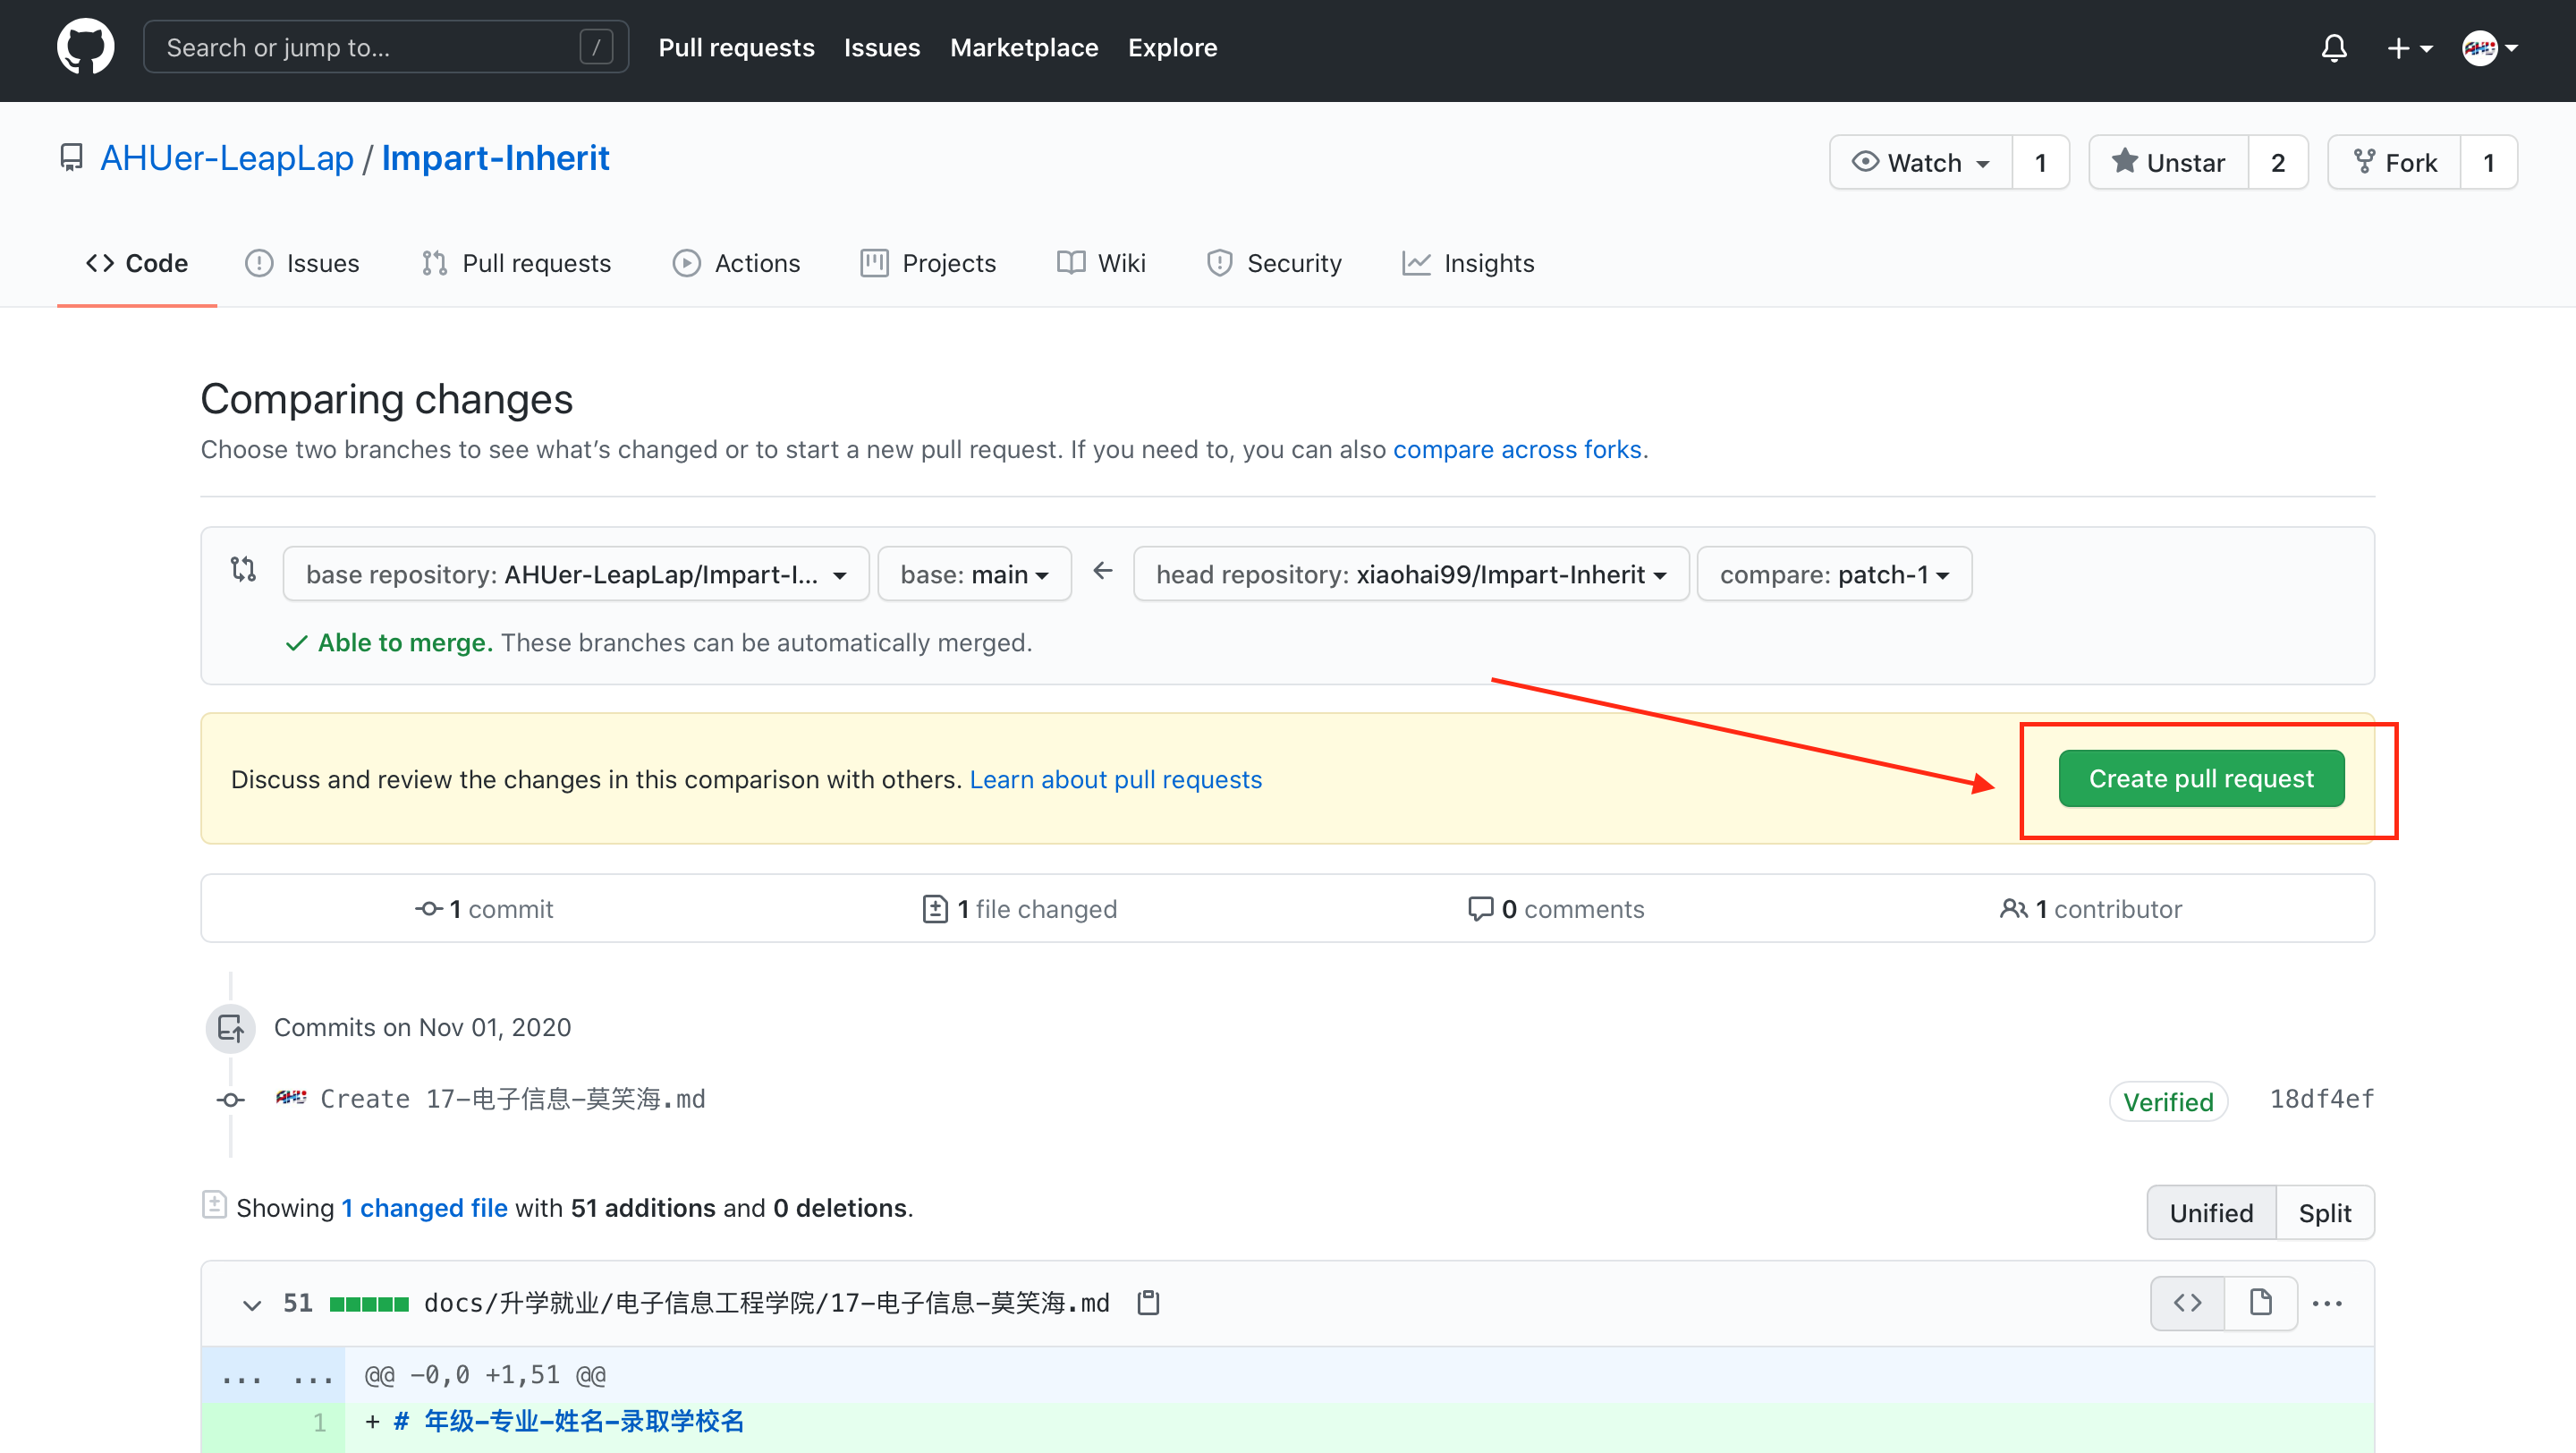 Search or jump to... / Pull requests Issues Marketplace Explore
AHUer-LeapLap / Impart-Inherit Watch 1 Unstar 2 Fork 1
Code Issues Pull requests Actions Projects Wiki Security Insights
Comparing changes
Choose two branches to see what’s changed or to start a new pull request. If you need to, you can also compare across forks.
base repository: AHUer-LeapLap/Impart-I... base: main ← head repository: xiaohai99/Impart-Inherit compare: patch-1
Able to merge. These branches can be automatically merged.
Discuss and review the changes in this comparison with others. Learn about pull requests Create pull request
1 commit 1 file changed 0 comments 1 contributor
Commits on Nov 01, 2020
AHU Create 17-电子信息-莫笑海.md Verified 18df4ef
Showing 1 changed file with 51 additions and 0 deletions. Unified Split
51 docs/升学就业/电子信息工程学院/17-电子信息-莫笑海.md
... ... @@ -0,0 +1,51 @@
1 + # 年级-专业-姓名-录取学校名